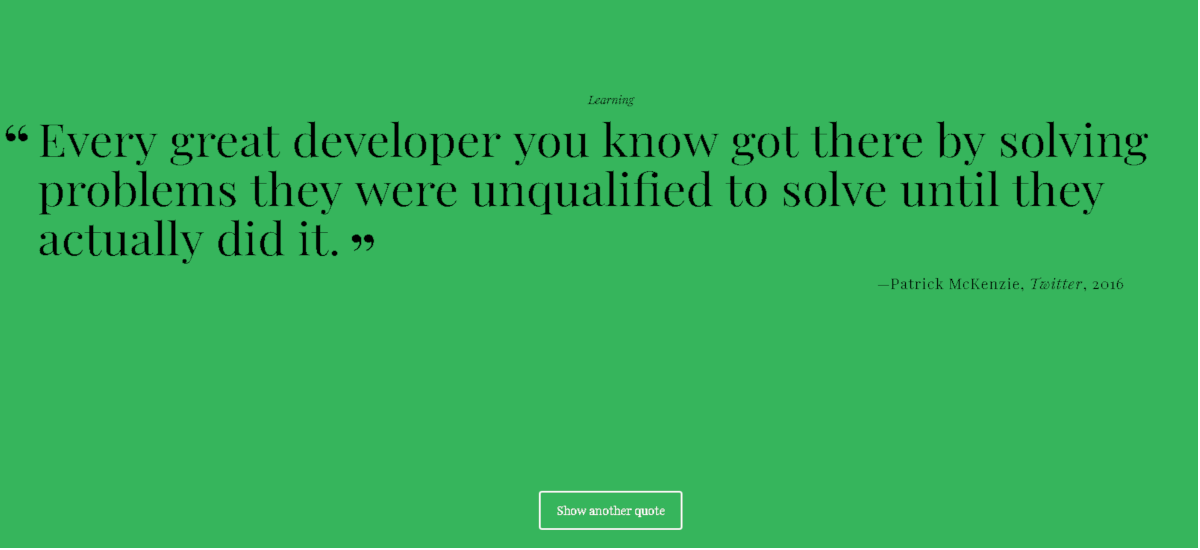 Learning
“ Every great developer you know got there by solving
problems they were unqualified to solve until they
actually did it. ”
—Patrick McKenzie, Twitter, 2016
Show another quote